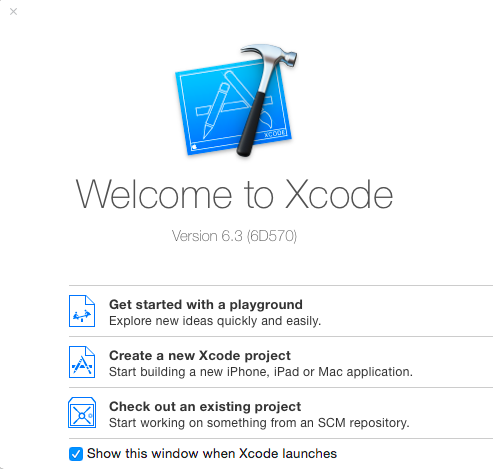 XCODE
Welcome to Xcode
Version 6.3 (6D570)
Get started with a playground
Explore new ideas quickly and easily.
Create a new Xcode project
Start building a new iPhone, iPad or Mac application.
Check out an existing project
Start working on something from an SCM repository.
Show this window when Xcode launches